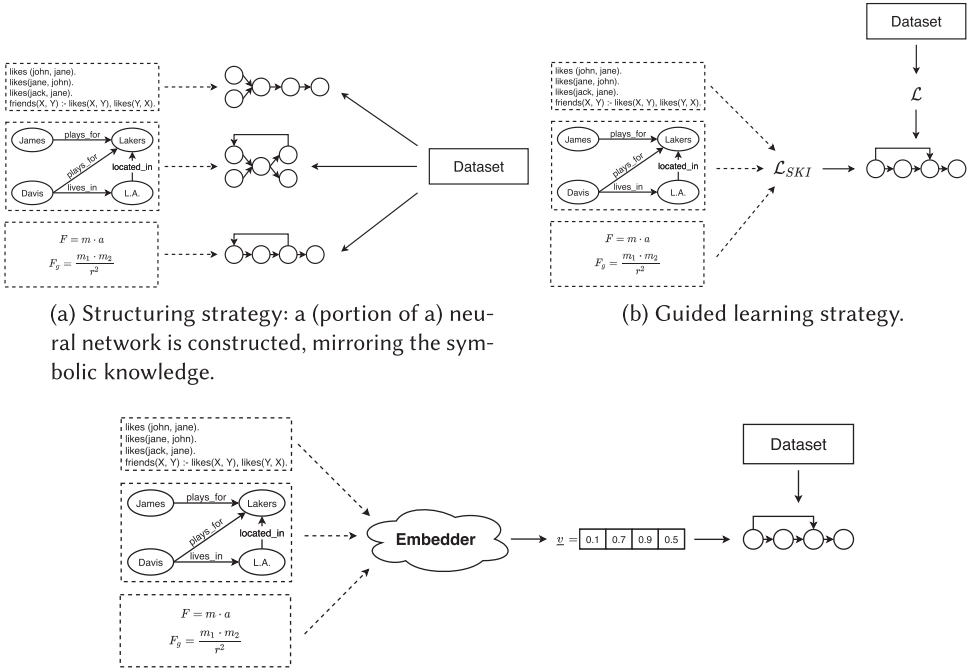 likes (john, jane).
likes(jane, john).
likes(jack, jane).
friends(X, Y) :- likes(X, Y), likes(Y, X).
James
plays_for
Lakers
plays_for
located_in
Davis
lives_in
L.A.
F = m · a
F_g = \frac{m_1 · m_2}{r^2}
Dataset
(a) Structuring strategy: a (portion of a) neu-
ral network is constructed, mirroring the sym-
bolic knowledge.
likes (john, jane).
likes(jane, john).
likes(jack, jane).
friends(X, Y) :- likes(X, Y), likes(Y, X).
James
plays_for
Lakers
plays_for
located_in
Davis
lives_in
L.A.
F = m · a
F_g = \frac{m_1 · m_2}{r^2}
ℒ_{SKI}
Dataset
ℒ
(b) Guided learning strategy.
likes (john, jane).
likes(jane, john).
likes(jack, jane).
friends(X, Y) :- likes(X, Y), likes(Y, X).
James
plays_for
Lakers
plays_for
located_in
Davis
lives_in
L.A.
F = m · a
F_g = \frac{m_1 · m_2}{r^2}
Embedder
v = 0.1 0.7 0.9 0.5
Dataset